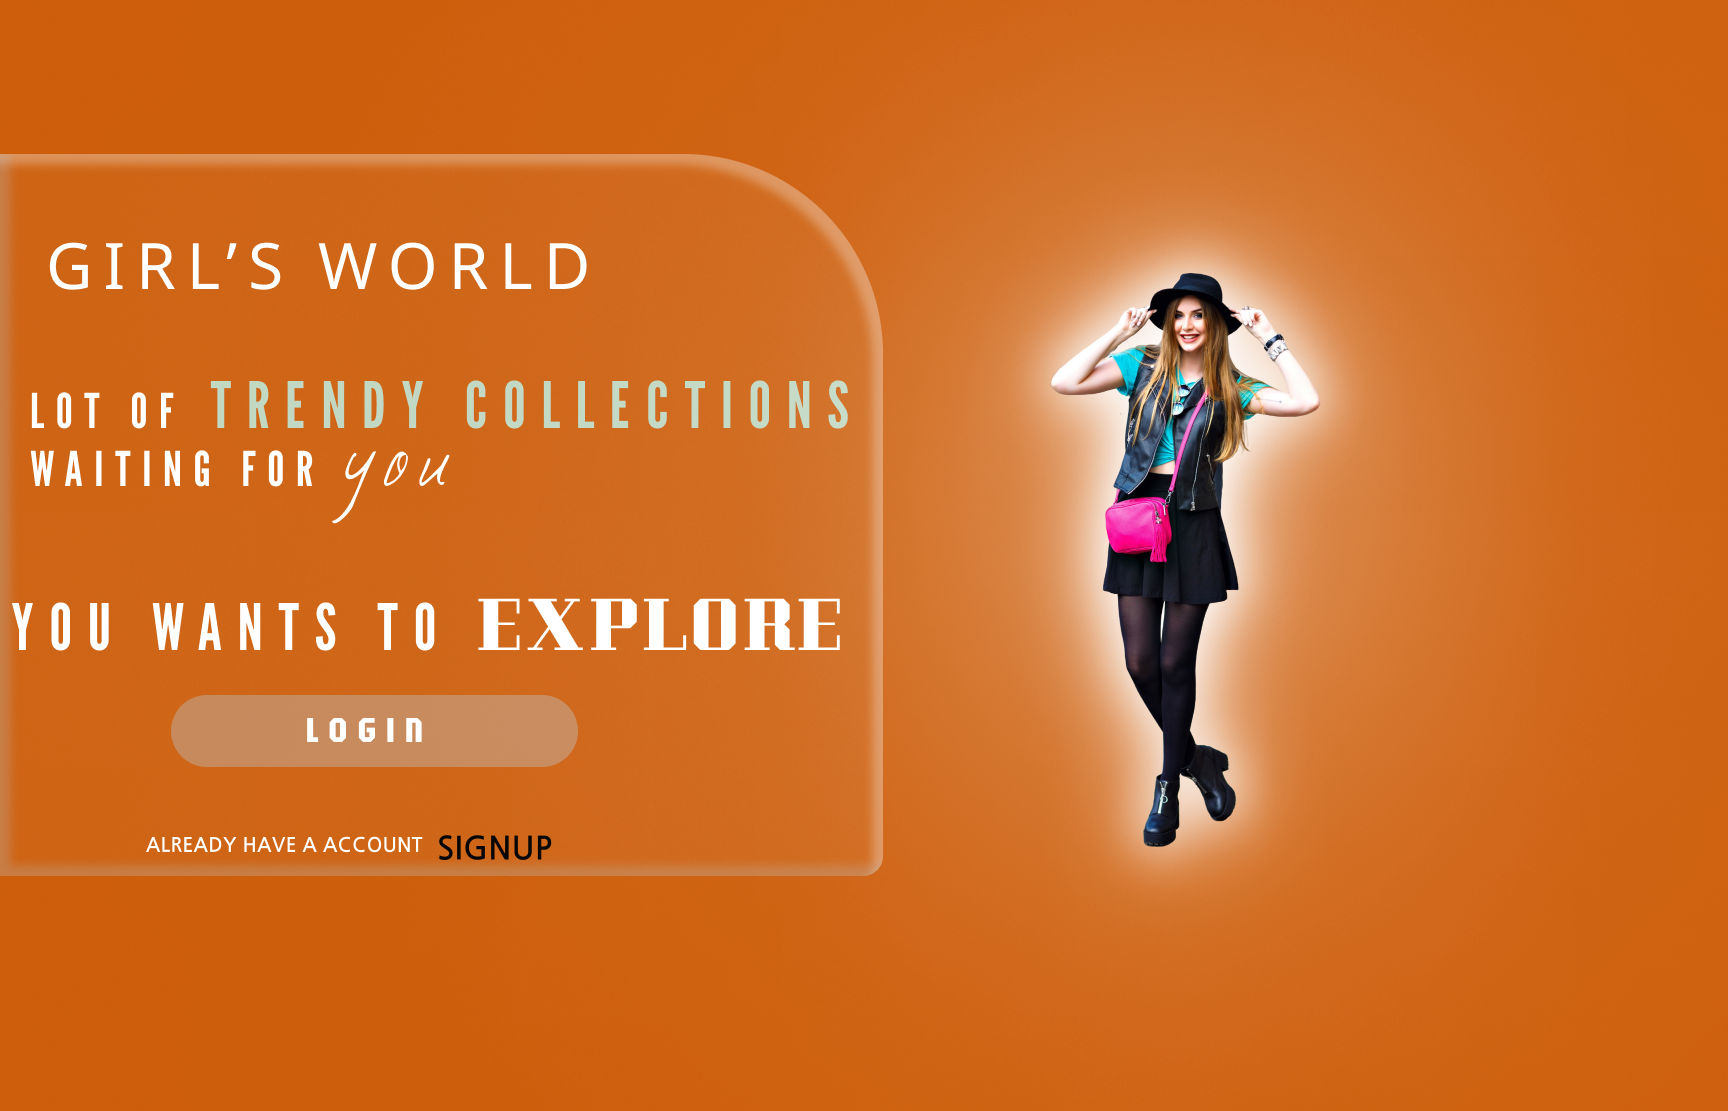 GIRL’S WORLD
LOT OF TRENDY COLLECTIONS
WAITING FOR you
YOU WANTS TO EXPLORE
LOGIN
ALREADY HAVE A ACCOUNT SIGNUP